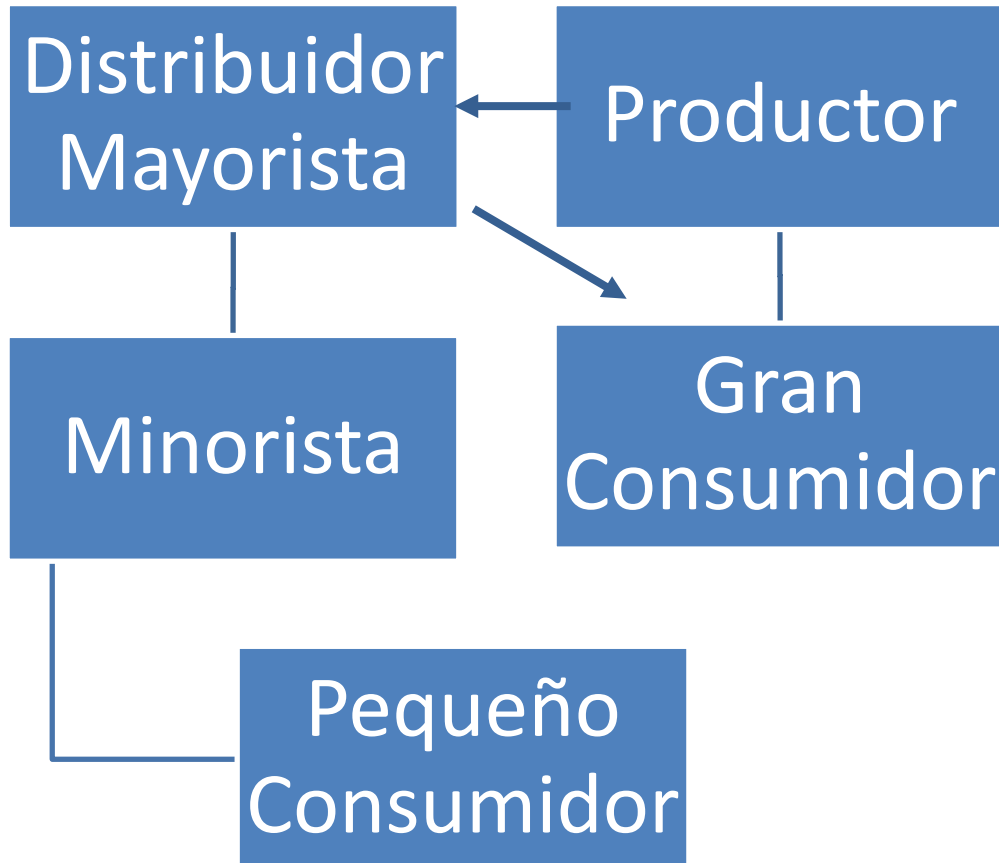 Distribuidor
Mayorista
Productor
Minorista
Gran
Consumidor
Pequeño
Consumidor